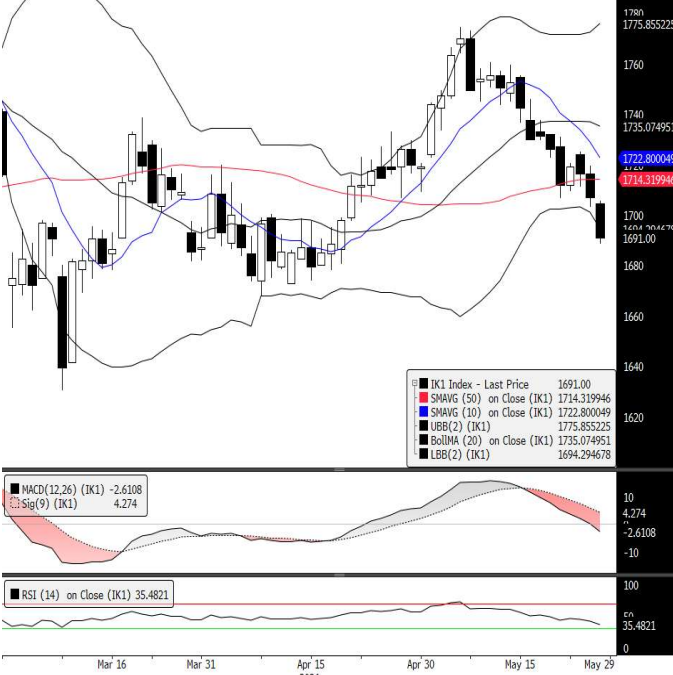 1780
1775.855225
1760
1740
1735.074951
1722.800049
1720
1714.319946
1700
1694.294678
1691.00
1680
1660
1640
1620
IK1 Index - Last Price 1691.00
SMAVG (50) on Close (IK1) 1714.319946
SMAVG (10) on Close (IK1) 1722.800049
UBB(2) (IK1) 1775.855225
BollMA (20) on Close (IK1) 1735.074951
LBB(2) (IK1) 1694.294678
MACD(12,26) (IK1) -2.6108
Sig(9) (IK1) 4.274
10
4.274
-2.6108
-10
RSI (14) on Close (IK1) 35.4821
100
50
35.4821
0
Mar 16 Mar 31 Apr 15 Apr 30 May 15 May 29